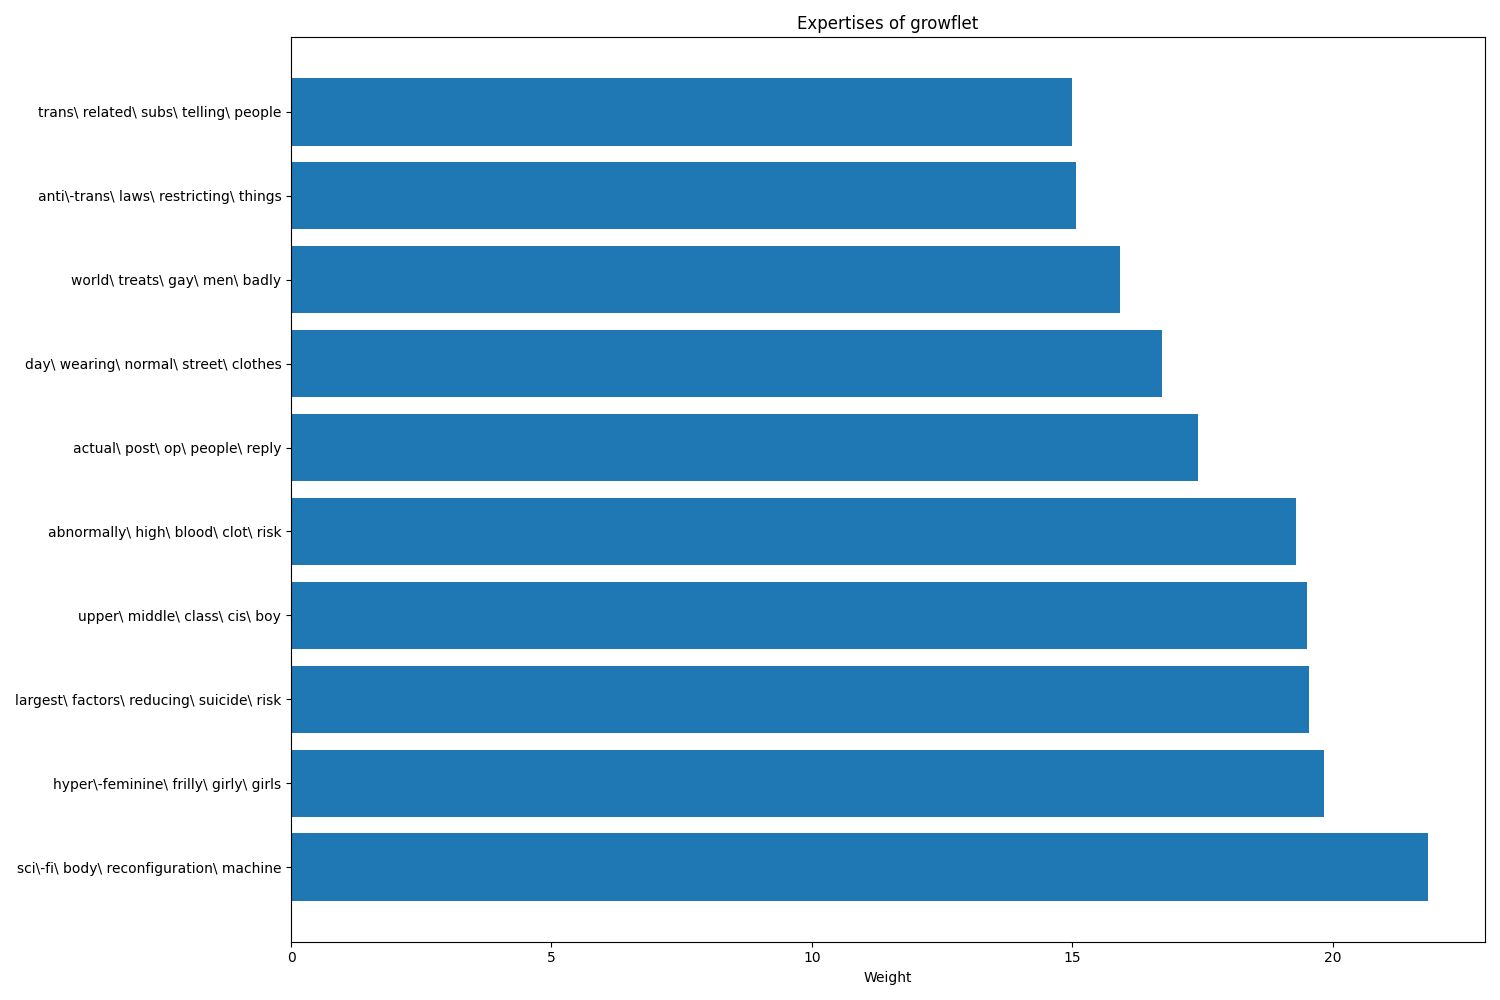 Expertises of growflet
trans\ related\ subs\ telling\ people
anti\-trans\ laws\ restricting\ things
world\ treats\ gay\ men\ badly
day\ wearing\ normal\ street\ clothes
actual\ post\ op\ people\ reply
abnormally\ high\ blood\ clot\ risk
upper\ middle\ class\ cis\ boy
largest\ factors\ reducing\ suicide\ risk
hyper\-feminine\ frilly\ girly\ girls
sci\-fi\ body\ reconfiguration\ machine
0 5 10 15 20
Weight